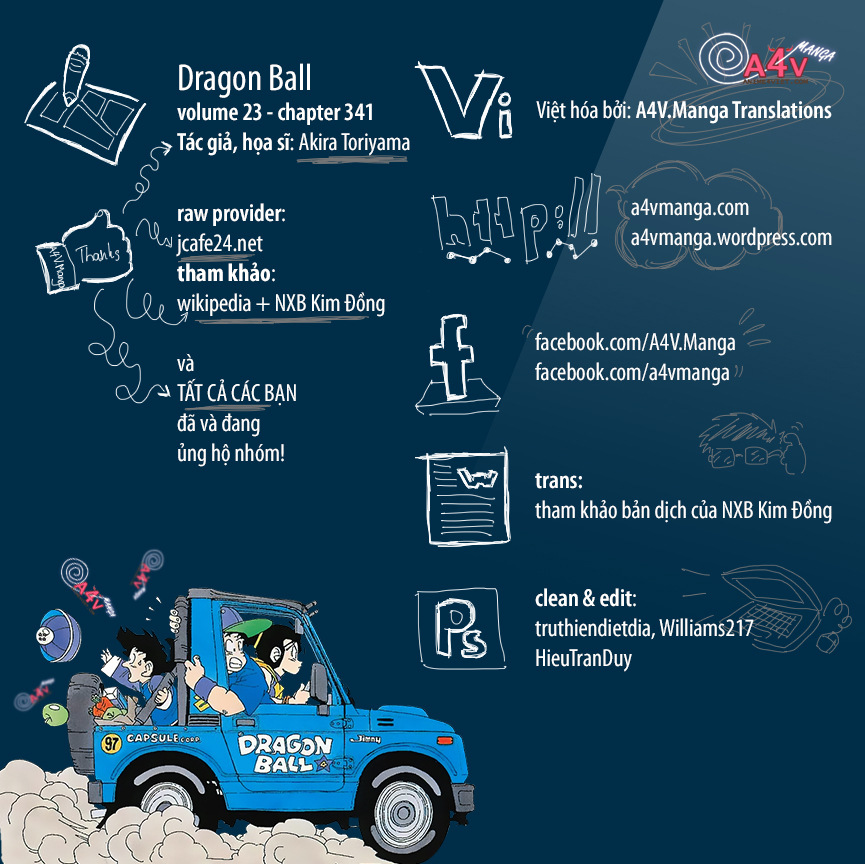 Dragon Ball
volume 23 - chapter 341
Tác giả, họa sĩ: Akira Toriyama
Thanks
A4V Manga
raw provider:
jcafe24.net
tham khảo:
wikipedia + NXB Kim Đồng
và
TẤT CẢ CÁC BẠN
đã và đang
ủng hộ nhóm!
A4V MANGA
Vi
Việt hóa bởi: A4V.Manga Translations
http://
a4vmanga.com
a4vmanga.wordpress.com
f
facebook.com/A4V.Manga
facebook.com/a4vmanga
W
trans:
tham khảo bản dịch của NXB Kim Đồng
Ps
clean & edit:
truthiendietdia, Williams217
HieuTranDuy
A4V MANGA
A4V
97
CAPSULE CORP.
DRAGON
BALL
Jimny